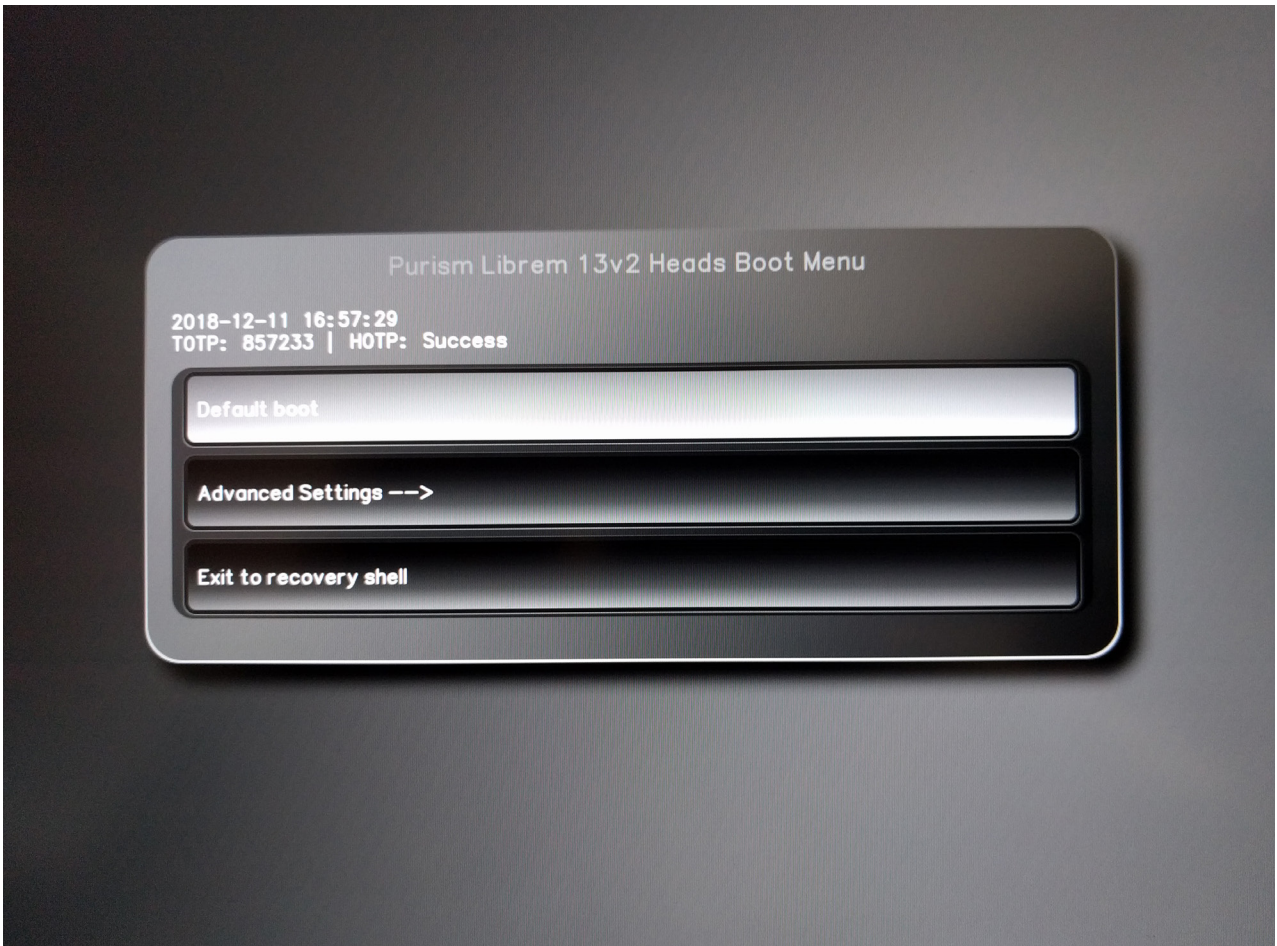 Purism Librem 13v2 Heads Boot Menu
2018-12-11 16:57:29
TOTP: 857233 | HOTP: Success
Default boot
Advanced Settings -->
Exit to recovery shell